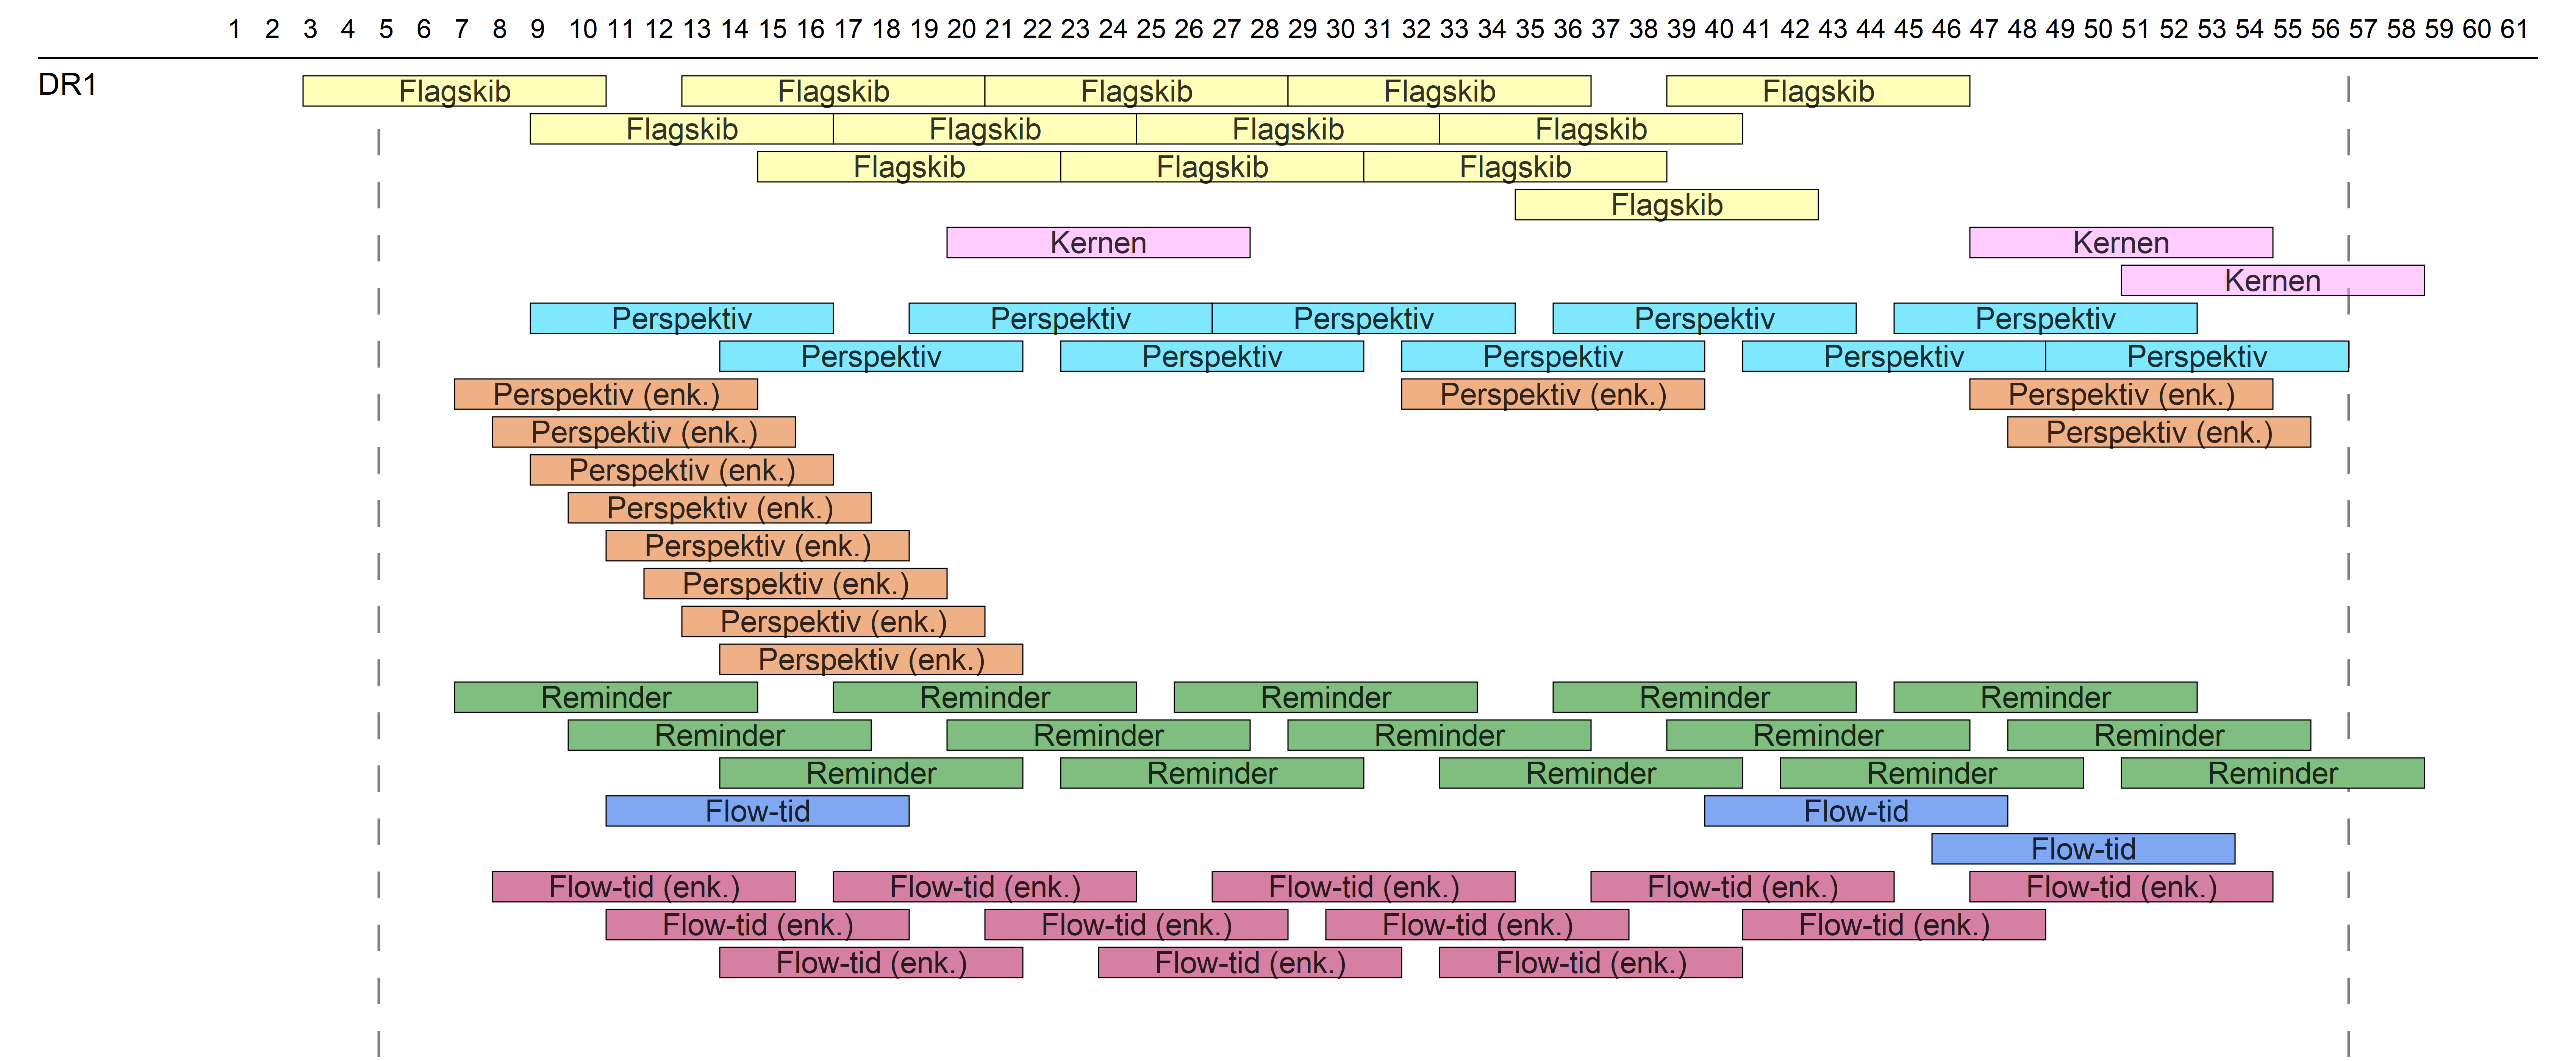 1 2 3 4 5 6 7 8 9 10 11 12 13 14 15 16 17 18 19 20 21 22 23 24 25 26 27 28 29 30 31 32 33 34 35 36 37 38 39 40 41 42 43 44 45 46 47 48 49 50 51 52 53 54 55 56 57 58 59 60 61
DR1 Flagskib Flagskib Flagskib Flagskib Flagskib
Flagskib Flagskib Flagskib Flagskib
Flagskib Flagskib Flagskib
Flagskib
Kernen Kernen
Kernen
Perspektiv Perspektiv Perspektiv Perspektiv Perspektiv
Perspektiv Perspektiv Perspektiv Perspektiv Perspektiv
Perspektiv (enk.) Perspektiv (enk.) Perspektiv (enk.)
Perspektiv (enk.) Perspektiv (enk.)
Perspektiv (enk.)
Perspektiv (enk.)
Perspektiv (enk.)
Perspektiv (enk.)
Perspektiv (enk.)
Perspektiv (enk.)
Reminder Reminder Reminder Reminder Reminder
Reminder Reminder Reminder Reminder Reminder
Reminder Reminder Reminder Reminder Reminder
Flow-tid Flow-tid
Flow-tid
Flow-tid (enk.) Flow-tid (enk.) Flow-tid (enk.) Flow-tid (enk.) Flow-tid (enk.)
Flow-tid (enk.) Flow-tid (enk.) Flow-tid (enk.) Flow-tid (enk.)
Flow-tid (enk.) Flow-tid (enk.) Flow-tid (enk.)